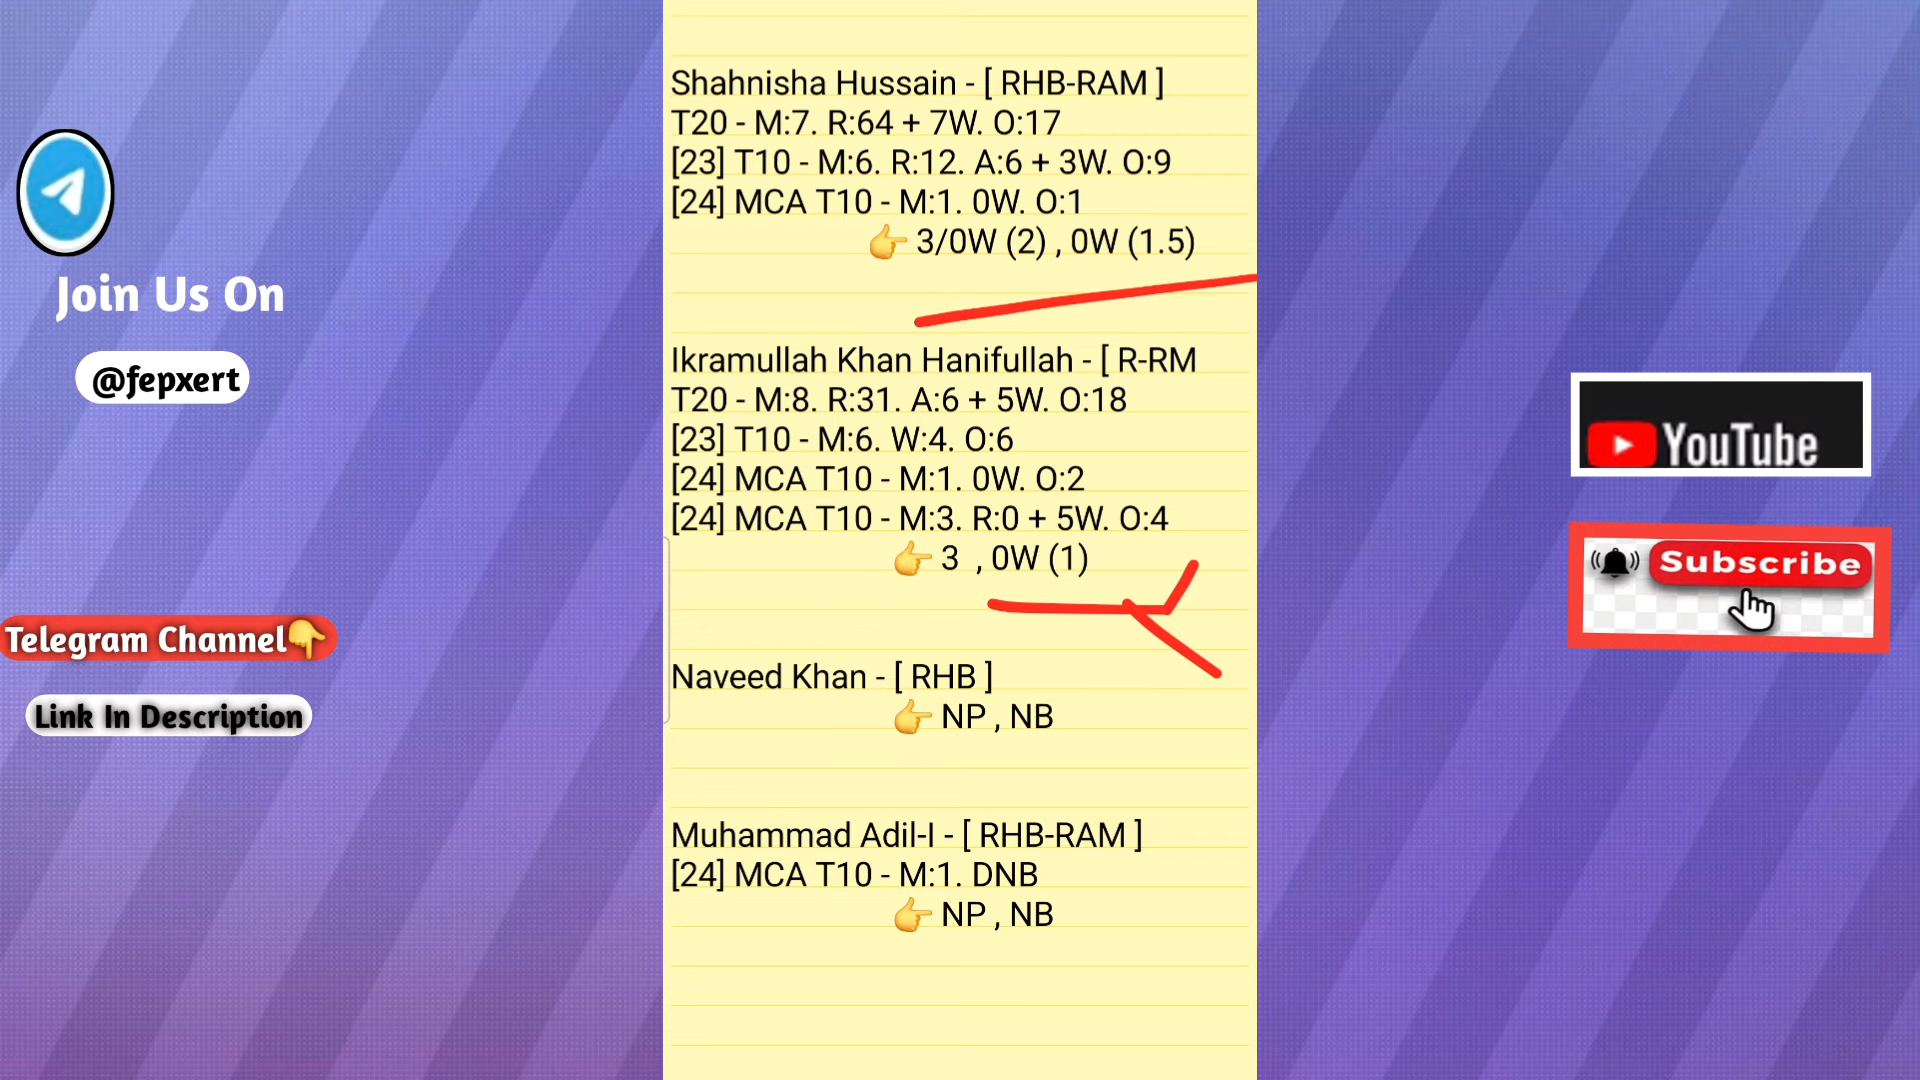 Join Us On
@fepxert
Telegram Channel👇
Link In Description
Shahnisha Hussain - [ RHB-RAM ]
T20 - M:7. R:64 + 7W. O:17
[23] T10 - M:6. R:12. A:6 + 3W. O:9
[24] MCA T10 - M:1. 0W. O:1
👉 3/0W (2) , 0W (1.5)
Ikramullah Khan Hanifullah - [ R-RM
T20 - M:8. R:31. A:6 + 5W. O:18
[23] T10 - M:6. W:4. O:6
[24] MCA T10 - M:1. 0W. O:2
[24] MCA T10 - M:3. R:0 + 5W. O:4
👉 3 , 0W (1)
Naveed Khan - [ RHB ]
👉 NP , NB
Muhammad Adil-I - [ RHB-RAM ]
[24] MCA T10 - M:1. DNB
👉 NP , NB
YouTube
Subscribe